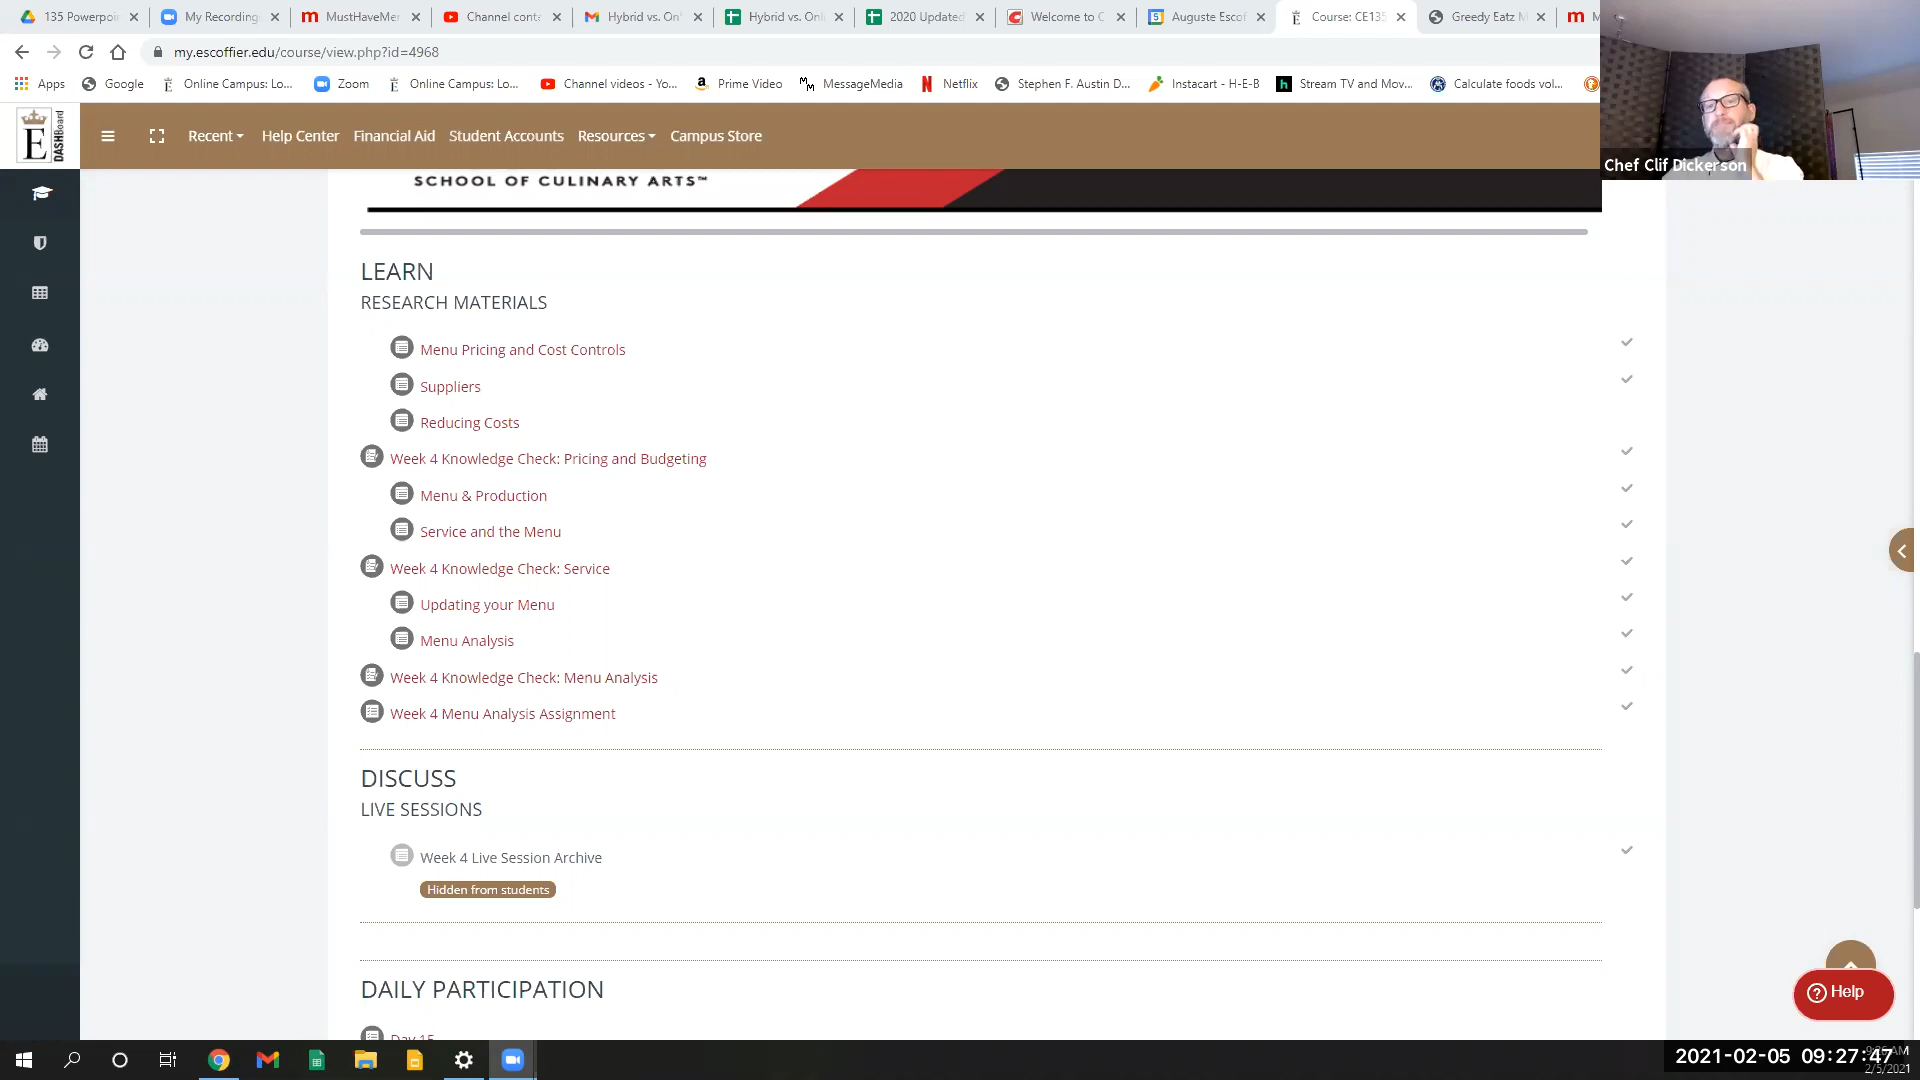 135 Powerpoi
My Recording
MustHaveMe
Channel cont
Hybrid vs. On
Hybrid vs. Onl
2020 Updated
Welcome to C
Auguste Escof
Course: CE135
Greedy Eatz M
my.escoffier.edu/course/view.php?id=4968
Apps
Google
Online Campus: Lo...
Zoom
Online Campus: Lo...
Channel videos - Yo...
Prime Video
MessageMedia
Netflix
Stephen F. Austin D...
Instacart - H-E-B
Stream TV and Mov...
Calculate foods vol...
E DASHBoard
Recent
Help Center
Financial Aid
Student Accounts
Resources
Campus Store
Chef Clif Dickerson
SCHOOL OF CULINARY ARTS™
LEARN
RESEARCH MATERIALS
Menu Pricing and Cost Controls
Suppliers
Reducing Costs
Week 4 Knowledge Check: Pricing and Budgeting
Menu & Production
Service and the Menu
Week 4 Knowledge Check: Service
Updating your Menu
Menu Analysis
Week 4 Knowledge Check: Menu Analysis
Week 4 Menu Analysis Assignment
DISCUSS
LIVE SESSIONS
Week 4 Live Session Archive
Hidden from students
DAILY PARTICIPATION
Day 15
Help
2021-02-05 09:27:47
2/5/2021